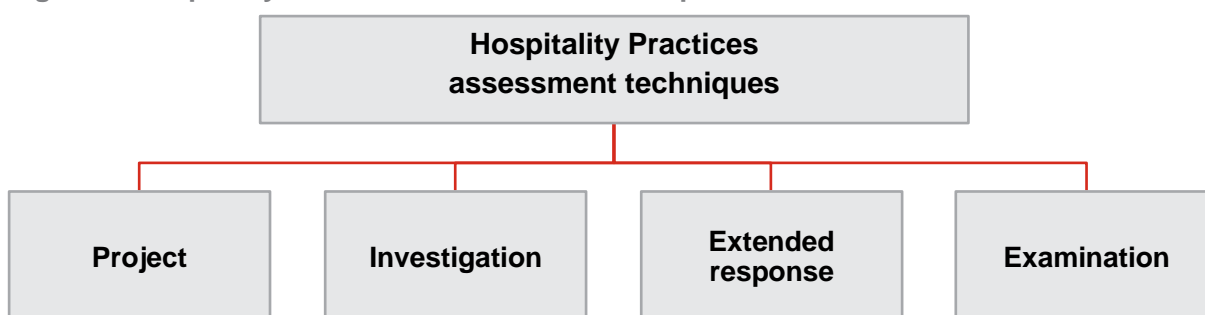 Hospitality Practices
assessment techniques
Project
Investigation
Extended
response
Examination